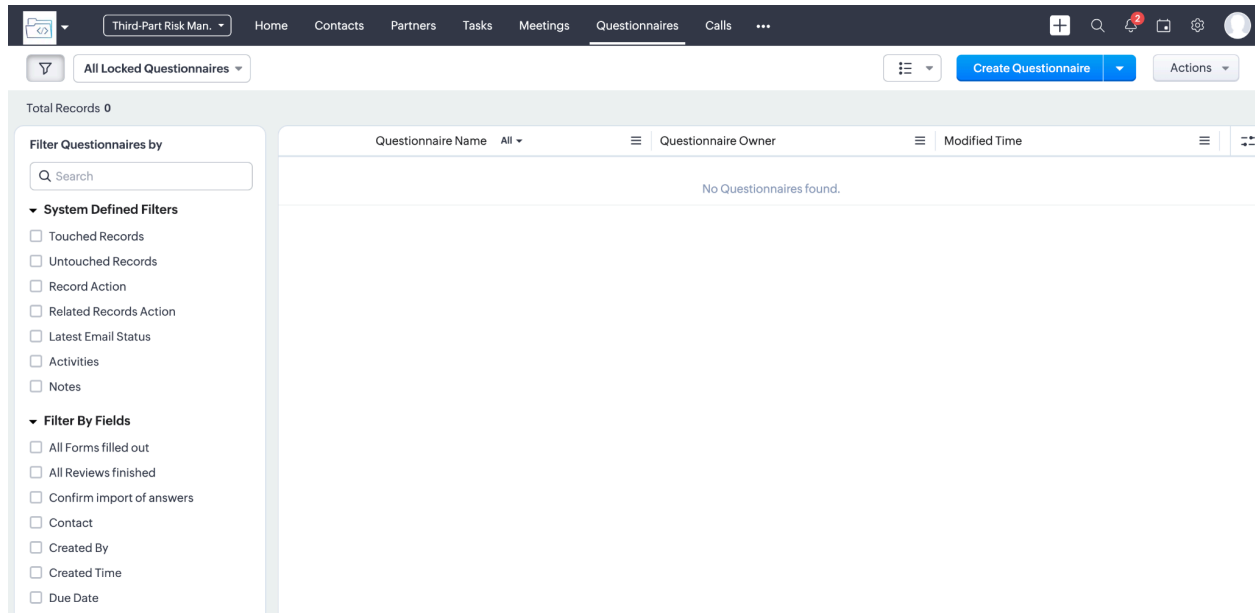 Third-Part Risk Man. Home Contacts Partners Tasks Meetings Questionnaires Calls ••• 2
All Locked Questionnaires Create Questionnaire Actions
Total Records 0
Filter Questionnaires by
Search
System Defined Filters
Touched Records
Untouched Records
Record Action
Related Records Action
Latest Email Status
Activities
Notes
Filter By Fields
All Forms filled out
All Reviews finished
Confirm import of answers
Contact
Created By
Created Time
Due Date
Questionnaire Name All Questionnaire Owner Modified Time
No Questionnaires found.